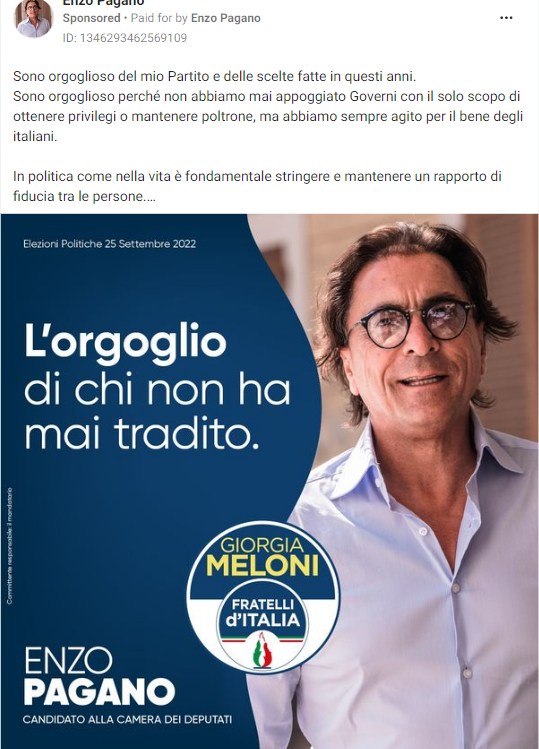 Enzo Pagano
Sponsored • Paid for by Enzo Pagano
ID: 1346293462569109
Sono orgoglioso del mio Partito e delle scelte fatte in questi anni.
Sono orgoglioso perché non abbiamo mai appoggiato Governi con il solo scopo di
ottenere privilegi o mantenere poltrone, ma abbiamo sempre agito per il bene degli
italiani.
In politica come nella vita è fondamentale stringere e mantenere un rapporto di
fiducia tra le persone....
Elezioni Politiche 25 Settembre 2022
L'orgoglio
di chi non ha
mai tradito.
Committente responsabile: il mandatario
GIORGIA
MELONI
FRATELLI
d'ITALIA
ENZO
PAGANO
CANDIDATO ALLA CAMERA DEI DEPUTATI